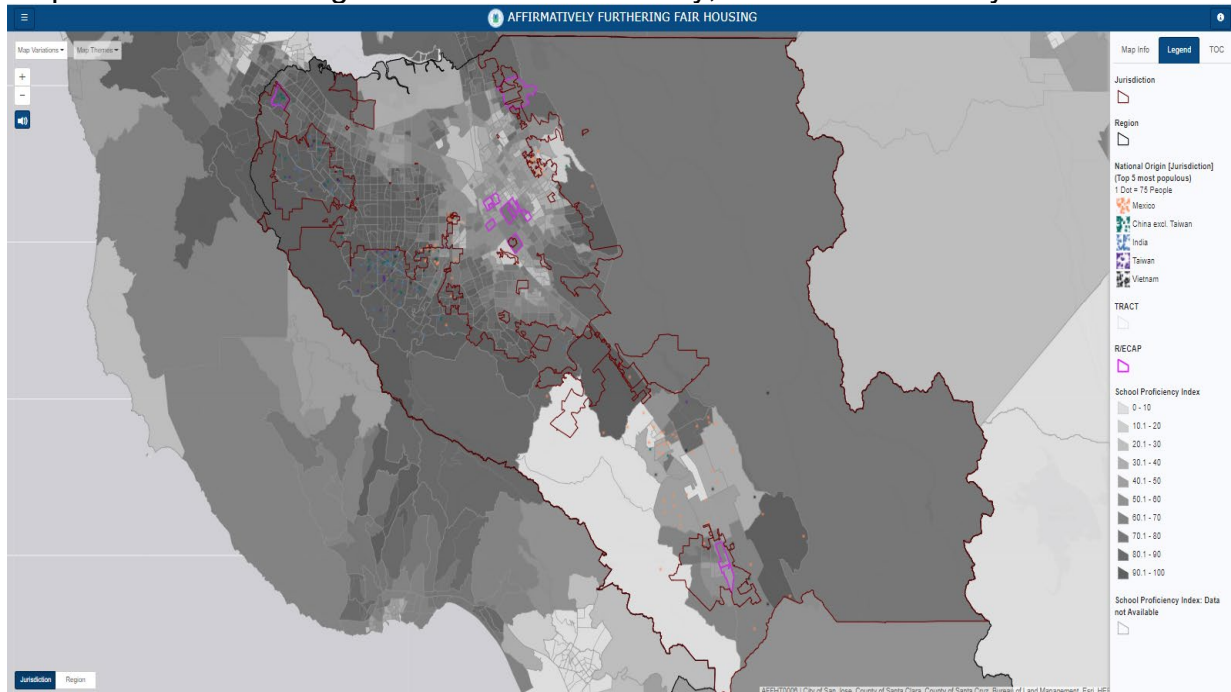 AFFIRMATIVELY FURTHERING FAIR HOUSING
Map Variations
Map Themes
+
-
Map Info
Legend
TOC
Jurisdiction
Region
National Origin [Jurisdiction]
(Top 5 most populous)
1 Dot = 75 People
Mexico
China excl. Taiwan
India
Taiwan
Vietnam
TRACT
R/ECAP
School Proficiency Index
0 - 10
10.1 - 20
20.1 - 30
30.1 - 40
40.1 - 50
50.1 - 60
60.1 - 70
70.1 - 80
80.1 - 90
90.1 - 100
School Proficiency Index: Data
not Available
Jurisdiction
Region
AFFHT0006 | City of San Jose, County of Santa Clara, County of Santa Cruz, Bureau of Land Management, Esri, HE